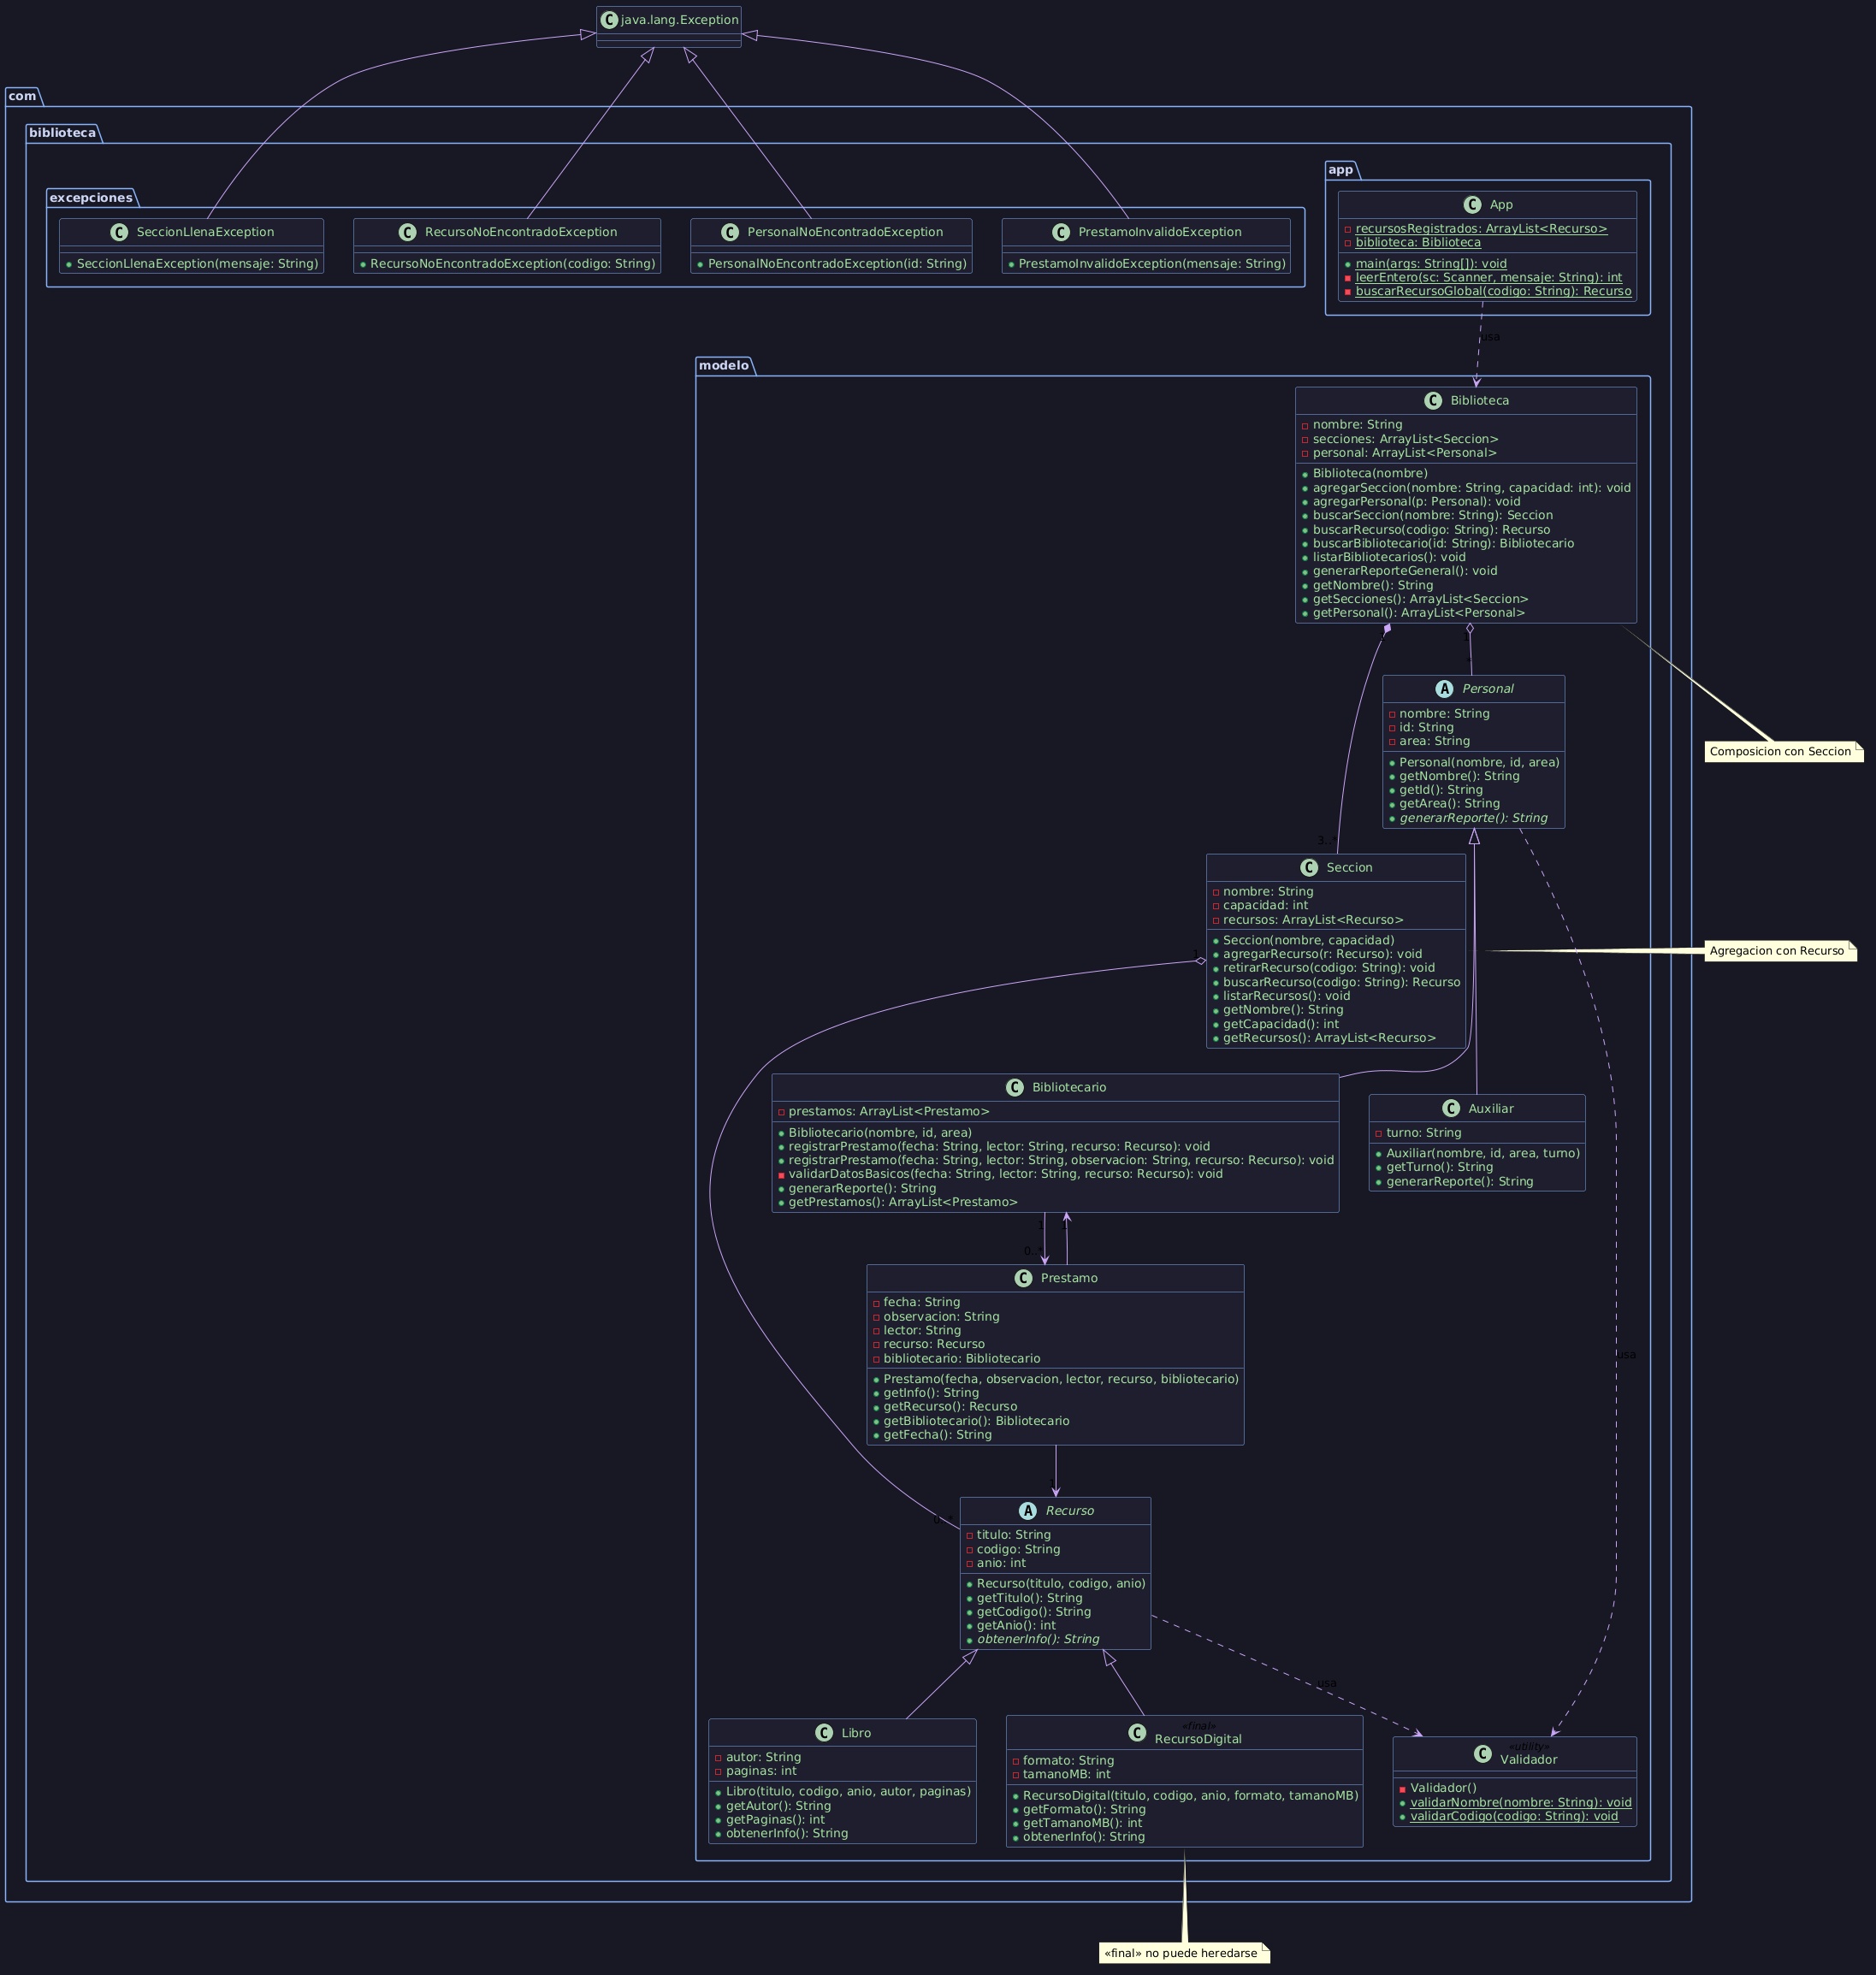 java.lang.Exception
com
biblioteca
excepciones
SeccionLlenaException
SeccionLlenaException(mensaje: String)
RecursoNoEncontradoException
RecursoNoEncontradoException(codigo: String)
PersonalNoEncontradoException
PersonalNoEncontradoException(id: String)
PrestamoInvalidoException
PrestamoInvalidoException(mensaje: String)
app
App
recursosRegistrados: ArrayList<Recurso>
biblioteca: Biblioteca
main(args: String[]): void
leerEntero(sc: Scanner, mensaje: String): int
buscarRecursoGlobal(codigo: String): Recurso
usa
modelo
Biblioteca
nombre: String
secciones: ArrayList<Seccion>
personal: ArrayList<Personal>
Biblioteca(nombre)
agregarSeccion(nombre: String, capacidad: int): void
agregarPersonal(p: Personal): void
buscarSeccion(nombre: String): Seccion
buscarRecurso(codigo: String): Recurso
buscarBibliotecario(id: String): Bibliotecario
listarBibliotecarios(): void
generarReporteGeneral(): void
getNombre(): String
getSecciones(): ArrayList<Seccion>
getPersonal(): ArrayList<Personal>
1
Personal
nombre: String
id: String
area: String
Personal(nombre, id, area)
getNombre(): String
getId(): String
getArea(): String
generarReporte(): String
Composicion con Seccion
3..*
Seccion
nombre: String
capacidad: int
recursos: ArrayList<Recurso>
Seccion(nombre, capacidad)
agregarRecurso(r: Recurso): void
retirarRecurso(codigo: String): void
buscarRecurso(codigo: String): Recurso
listarRecursos(): void
getNombre(): String
getCapacidad(): int
getRecursos(): ArrayList<Recurso>
1
Agregacion con Recurso
Bibliotecario
prestamos: ArrayList<Prestamo>
Bibliotecario(nombre, id, area)
registrarPrestamo(fecha: String, lector: String, recurso: Recurso): void
registrarPrestamo(fecha: String, lector: String, observacion: String, recurso: Recurso): void
validarDatosBasicos(fecha: String, lector: String, recurso: Recurso): void
generarReporte(): String
getPrestamos(): ArrayList<Prestamo>
Auxiliar
turno: String
Auxiliar(nombre, id, area, turno)
getTurno(): String
generarReporte(): String
1
0..*
Prestamo
fecha: String
observacion: String
lector: String
recurso: Recurso
bibliotecario: Bibliotecario
Prestamo(fecha, observacion, lector, recurso, bibliotecario)
getInfo(): String
getRecurso(): Recurso
getBibliotecario(): Bibliotecario
getFecha(): String
usa
0..*
Recurso
titulo: String
codigo: String
anio: int
Recurso(titulo, codigo, anio)
getTitulo(): String
getCodigo(): String
getAnio(): int
obtenerInfo(): String
usa
Libro
autor: String
paginas: int
Libro(titulo, codigo, anio, autor, paginas)
getAutor(): String
getPaginas(): int
obtenerInfo(): String
«final»
RecursoDigital
formato: String
tamanoMB: int
RecursoDigital(titulo, codigo, anio, formato, tamanoMB)
getFormato(): String
getTamanoMB(): int
obtenerInfo(): String
«utility»
Validador
Validador()
validarNombre(nombre: String): void
validarCodigo(codigo: String): void
«final» no puede heredarse